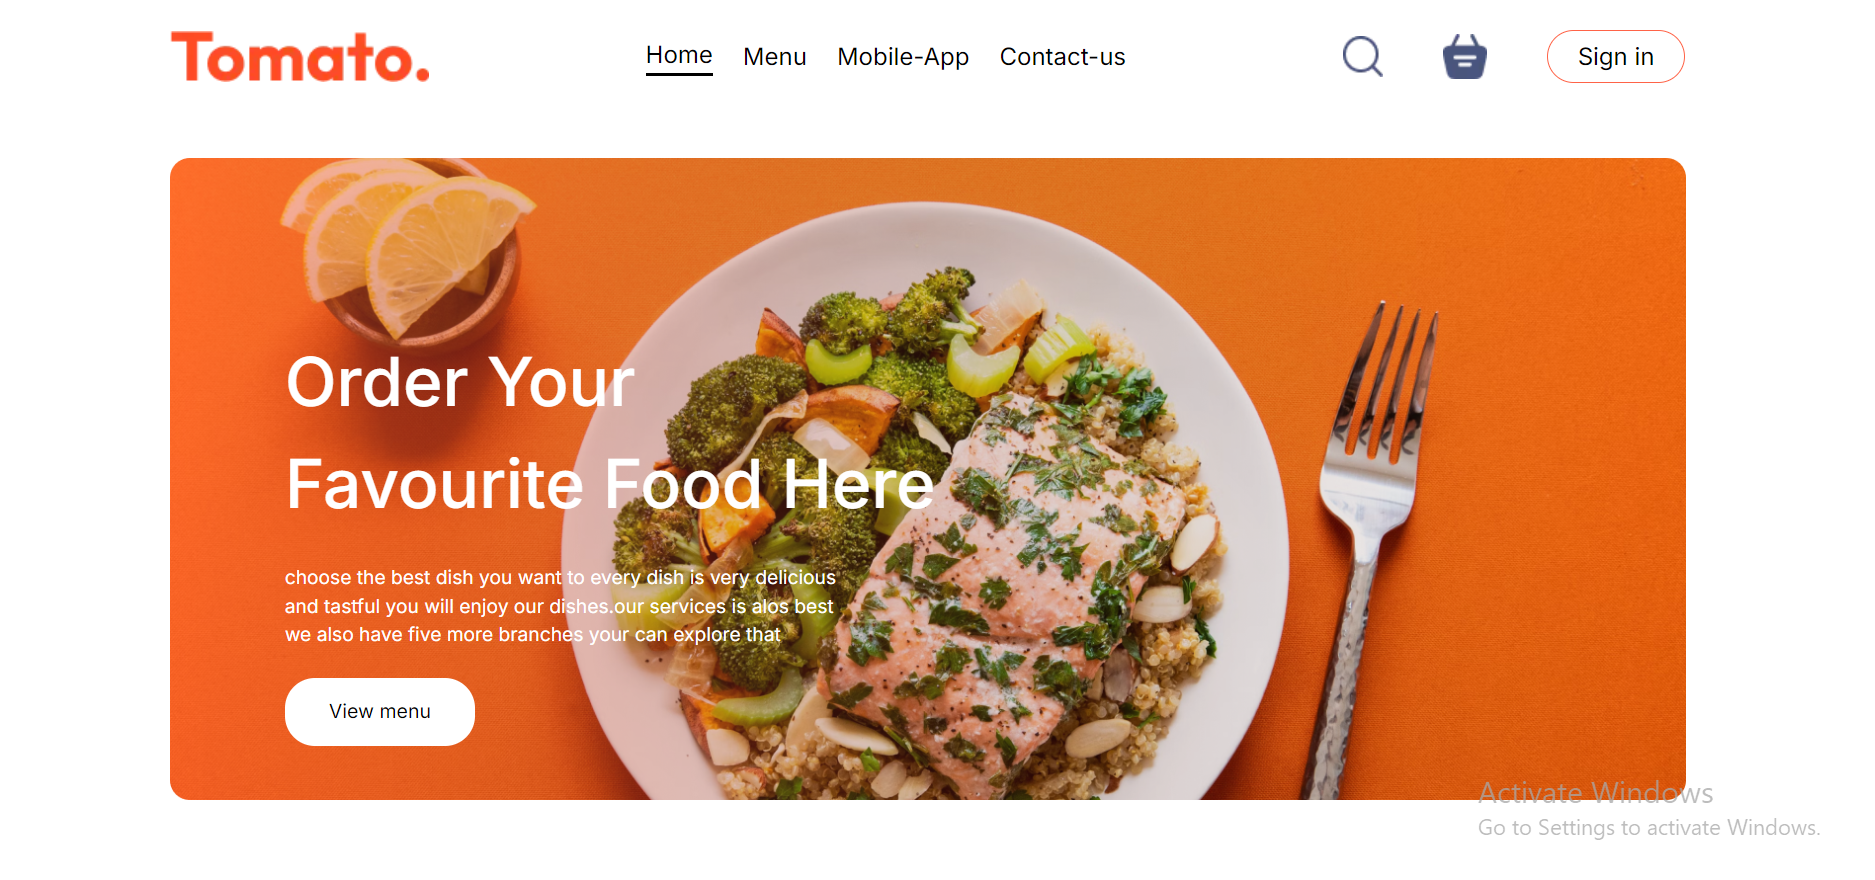 Tomato.
Home Menu Mobile-App Contact-us Sign in
Order Your
Favourite Food Here
choose the best dish you want to every dish is very delicious
and tastful you will enjoy our dishes.our services is alos best
we also have five more branches your can explore that
View menu
Activate Windows
Go to Settings to activate Windows.